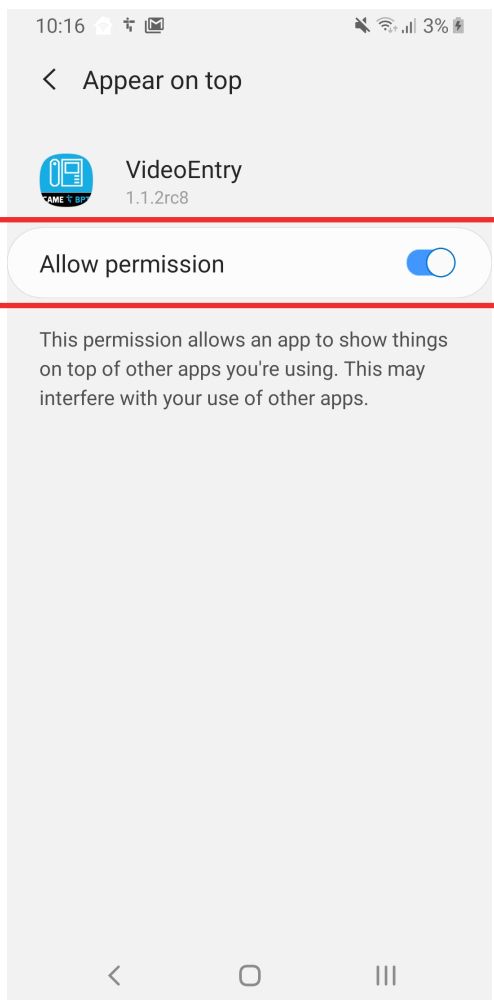 10:16 3%
Appear on top
VideoEntry
CAME BPT
1.1.2rc8
Allow permission
This permission allows an app to show things
on top of other apps you're using. This may
interfere with your use of other apps.